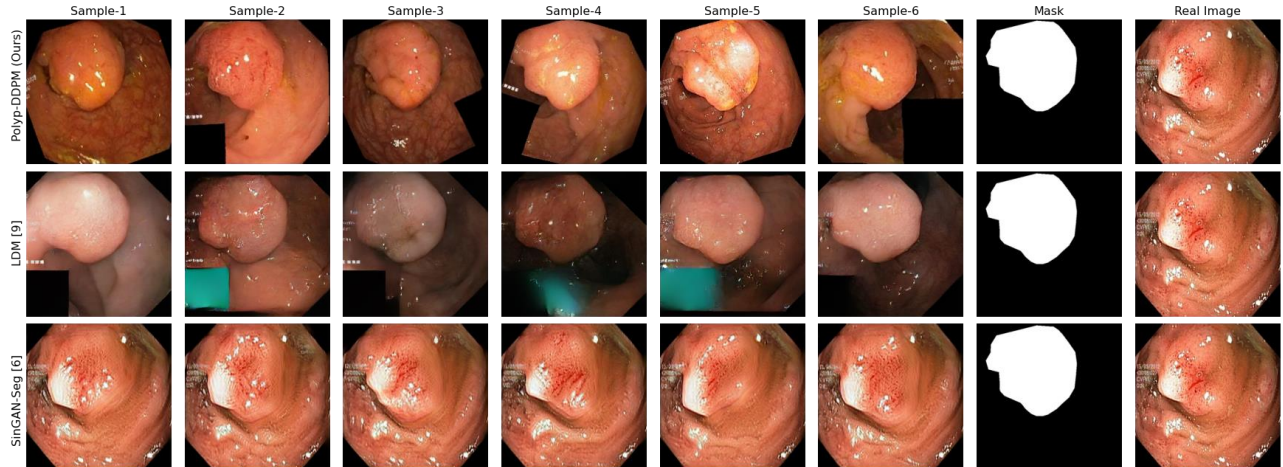 Sample-1 Sample-2 Sample-3 Sample-4 Sample-5 Sample-6 Mask Real Image
Polyp-DDPM (Ours)
LDM [9]
SinGAN-Seg [6]